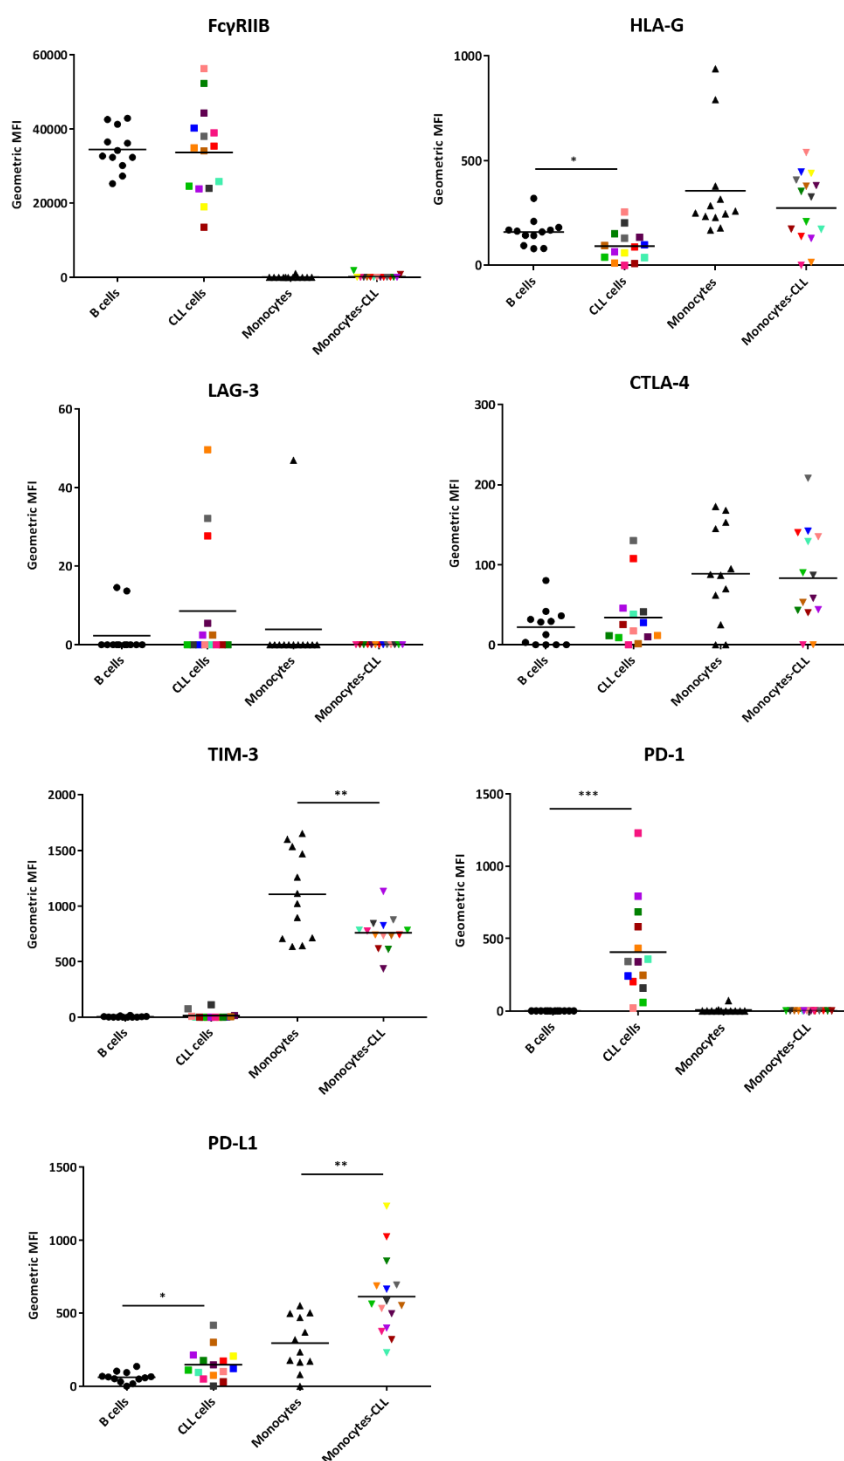 FcγRIIB
Geometric MFI
60000
40000
20000
0
B cells
CLL cells
Monocytes
Monocytes-CLL
HLA-G
Geometric MFI
1000
500
0
*
B cells
CLL cells
Monocytes
Monocytes-CLL
LAG-3
Geometric MFI
60
40
20
0
B cells
CLL cells
Monocytes
Monocytes-CLL
CTLA-4
Geometric MFI
300
200
100
0
B cells
CLL cells
Monocytes
Monocytes-CLL
TIM-3
Geometric MFI
2000
1500
1000
500
0
**
B cells
CLL cells
Monocytes
Monocytes-CLL
PD-1
Geometric MFI
1500
1000
500
0
***
B cells
CLL cells
Monocytes
Monocytes-CLL
PD-L1
Geometric MFI
1500
1000
500
0
*
**
B cells
CLL cells
Monocytes
Monocytes-CLL